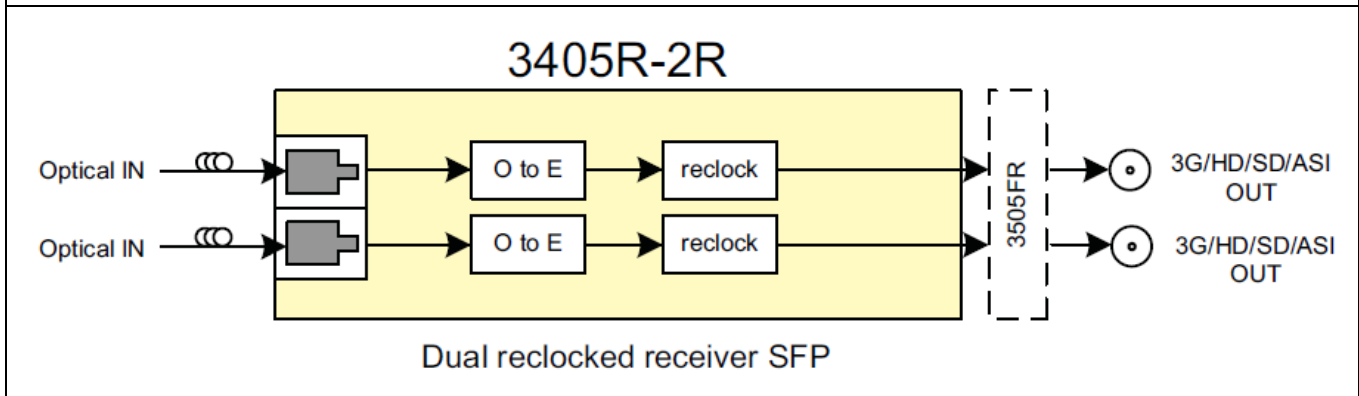 3405R-2R
Optical IN
O to E
reclock
3G/HD/SD/ASI
OUT
Optical IN
O to E
reclock
3G/HD/SD/ASI
OUT
3505FR
Dual reclocked receiver SFP